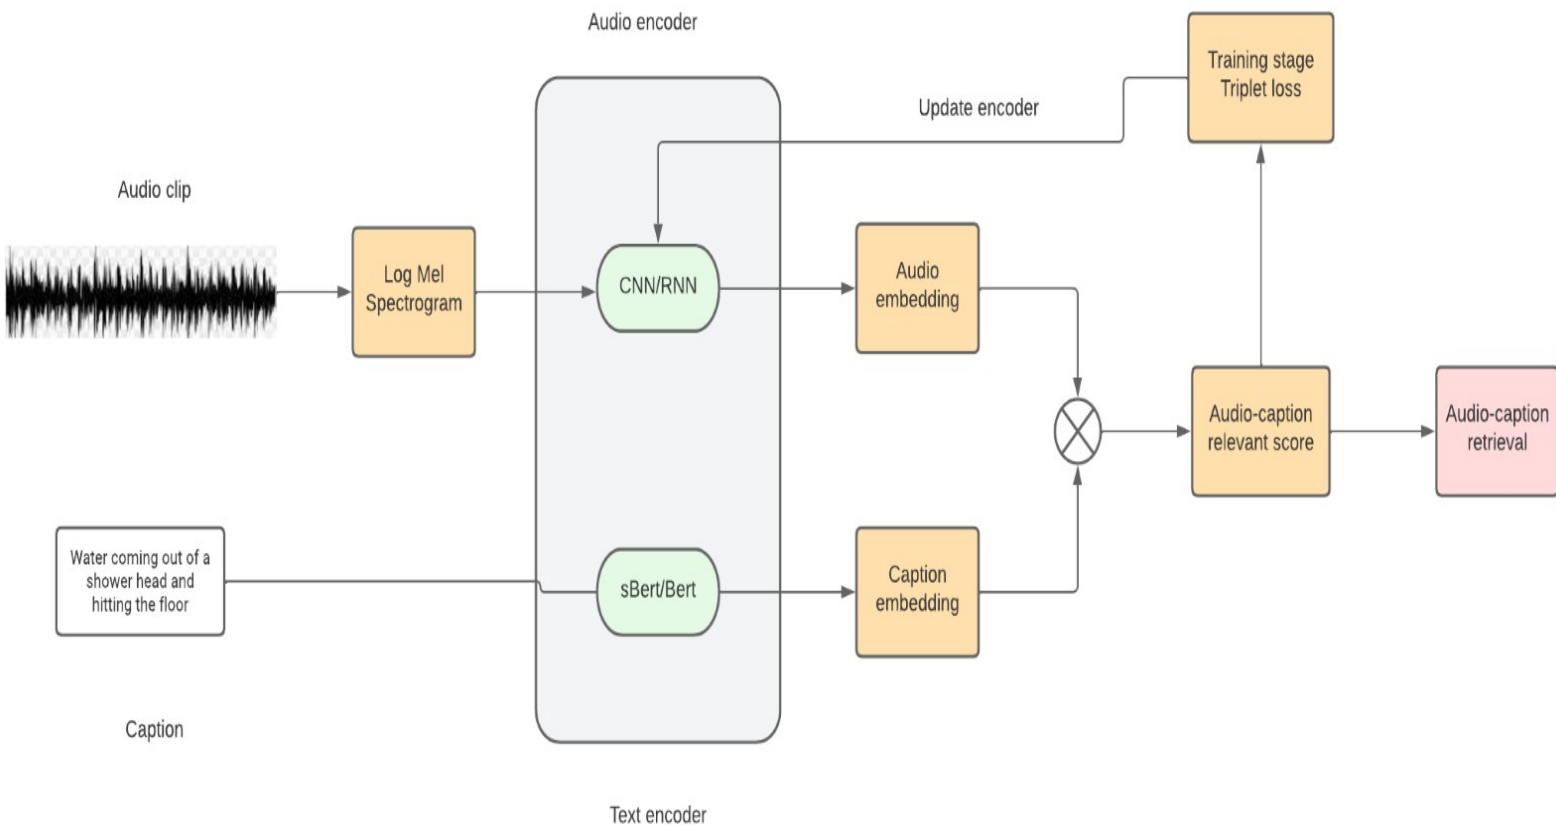 Audio encoder
Training stage
Triplet loss
Update encoder
Audio clip
Log Mel
Spectrogram
CNN/RNN
Audio
embedding
Audio-caption
relevant score
Audio-caption
retrieval
Water coming out of a
shower head and
hitting the floor
sBert/Bert
Caption
embedding
Caption
Text encoder